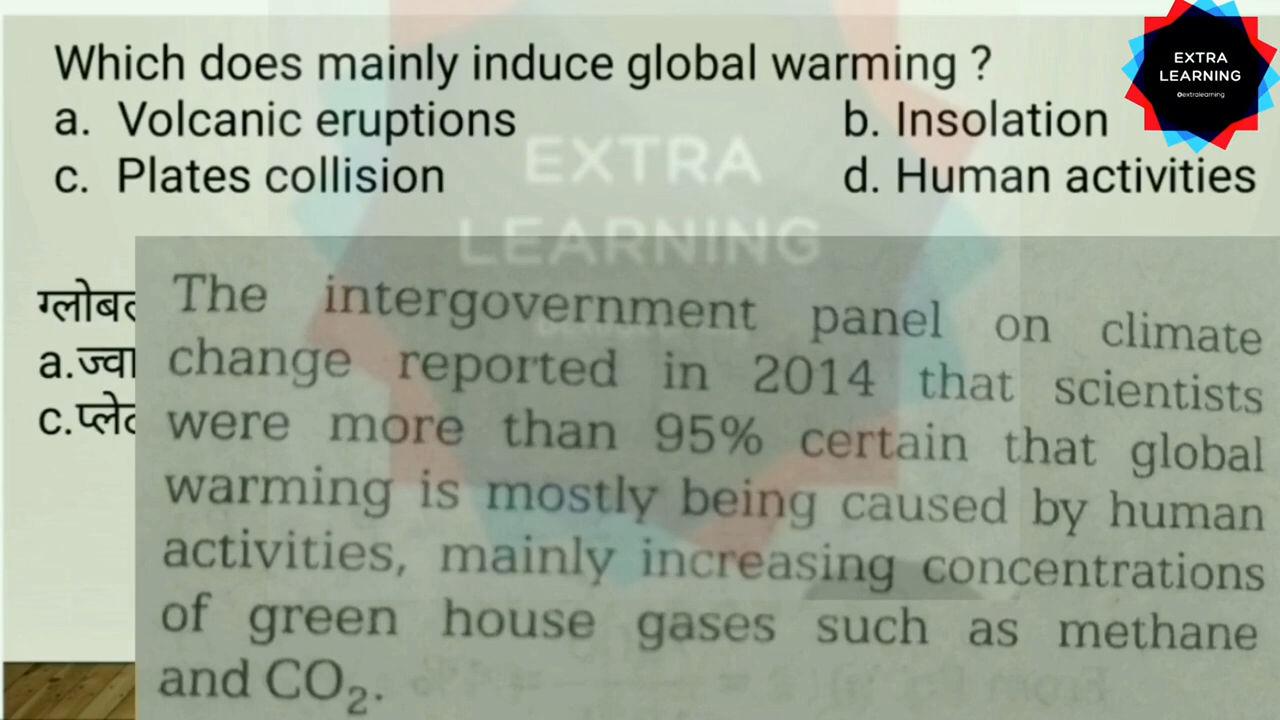 Which does mainly induce global warming ?
a. Volcanic eruptions b. Insolation
c. Plates collision d. Human activities
EXTRA
LEARNING
extralearning
EXTRA
LEARNING
The intergovernment panel on climate
change reported in 2014 that scientists
were more than 95% certain that global
warming is mostly being caused by human
activities, mainly increasing concentrations
of green house gases such as methane
and CO₂.
a.
c.